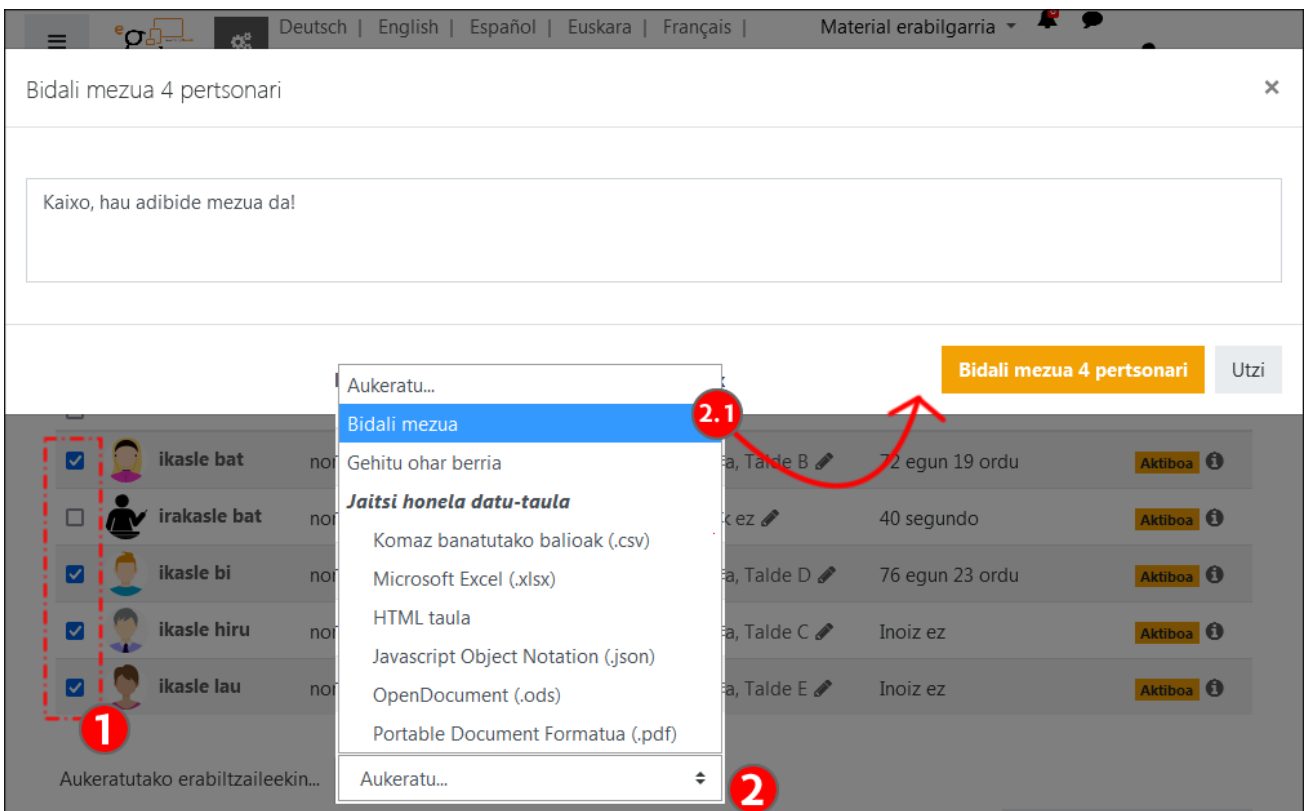 Deutsch | English | Español | Euskara | Français | Material erabilgarria
Bidali mezua 4 pertsonari ×
Kaixo, hau adibide mezua da!
Bidali mezua 4 pertsonari Utzi
Aukeratu...
Bidali mezua 2.1
Gehitu ohar berria
Jaitsi honela datu-taula
Komaz banatutako balioak (.csv)
Microsoft Excel (.xlsx)
HTML taula
Javascript Object Notation (.json)
OpenDocument (.ods)
Portable Document Formatua (.pdf)
ikasle bat Talde B 72 egun 19 ordu Aktiboa
irakasle bat ez 40 segundo Aktiboa
ikasle bi Talde D 76 egun 23 ordu Aktiboa
ikasle hiru Talde C Inoiz ez Aktiboa
ikasle lau Talde E Inoiz ez Aktiboa
1
Aukeratutako erabiltzaileekin... Aukeratu... 2